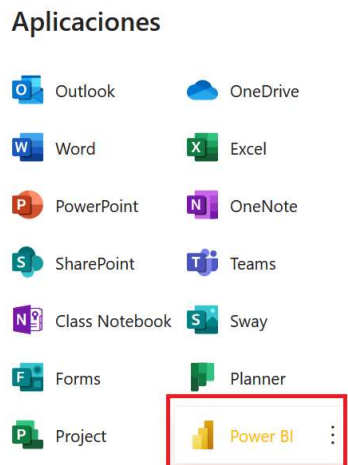 Aplicaciones
Outlook OneDrive
Word Excel
PowerPoint OneNote
SharePoint Teams
Class Notebook Sway
Forms Planner
Project Power BI